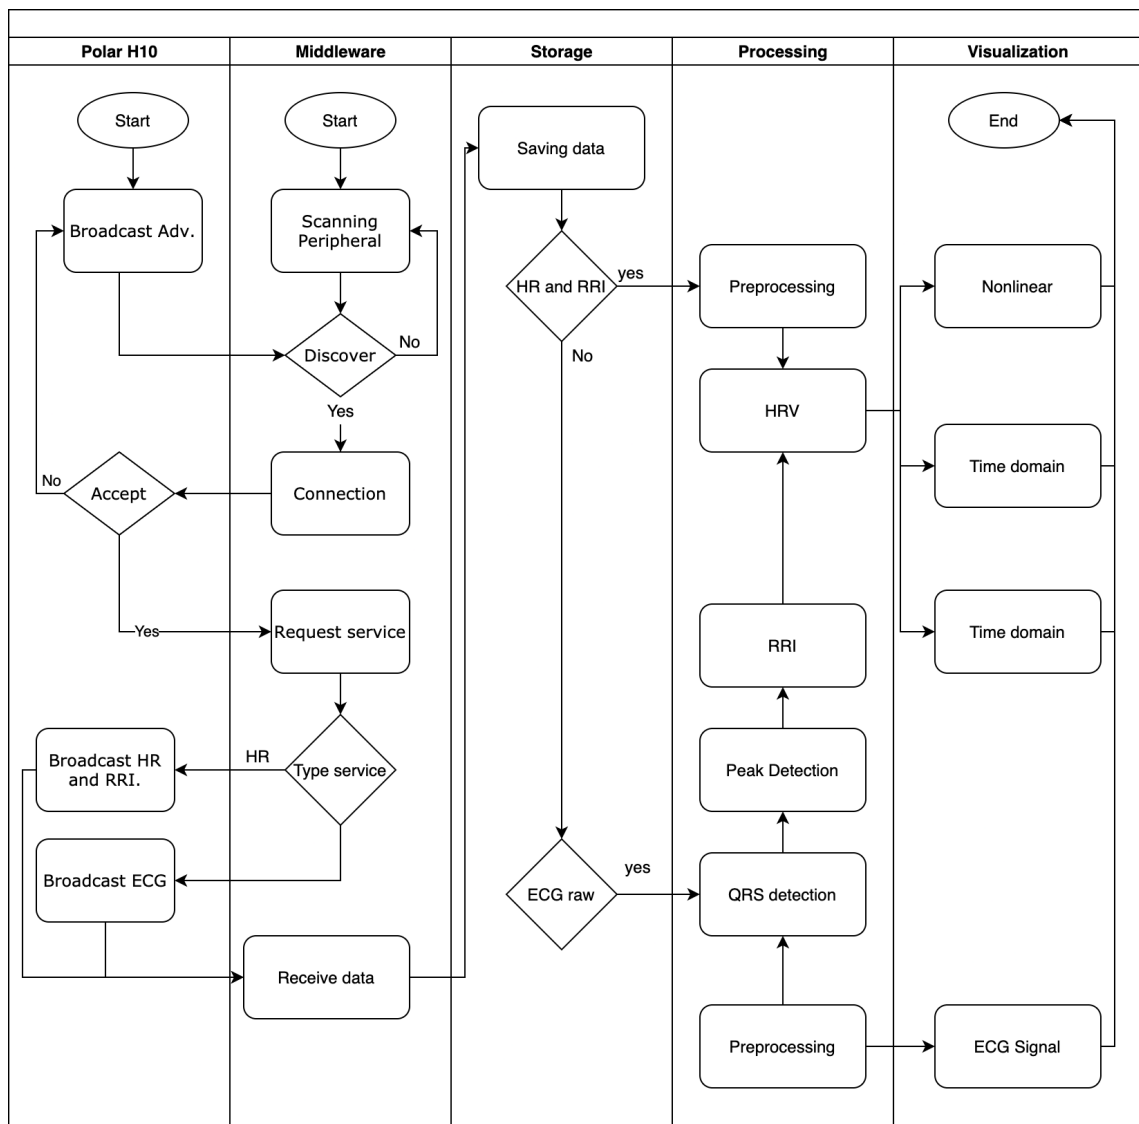 Polar H10
Middleware
Storage
Processing
Visualization
Start
Start
Saving data
End
Broadcast Adv.
Scanning
Peripheral
HR and RRI
yes
Preprocessing
Nonlinear
Discover
No
No
Yes
HRV
Time domain
No
Accept
Connection
Yes
Request service
RRI
Time domain
Broadcast HR
and RRI.
HR
Type service
Peak Detection
Broadcast ECG
ECG raw
yes
QRS detection
Receive data
Preprocessing
ECG Signal